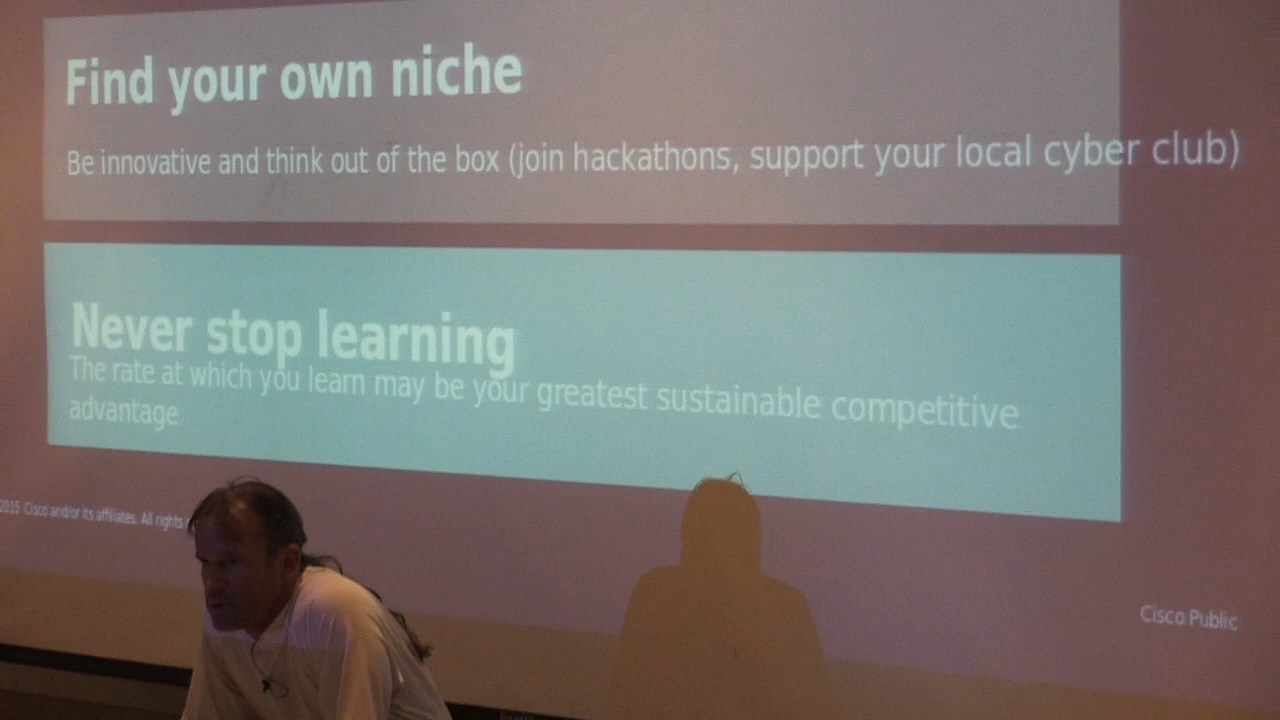 Find your own niche
Be innovative and think out of the box (join hackathons, support your local cyber club)
Never stop learning
The rate at which you learn may be your greatest sustainable competitive
advantage
2015 Cisco and/or its affiliates. All rights
Cisco Public